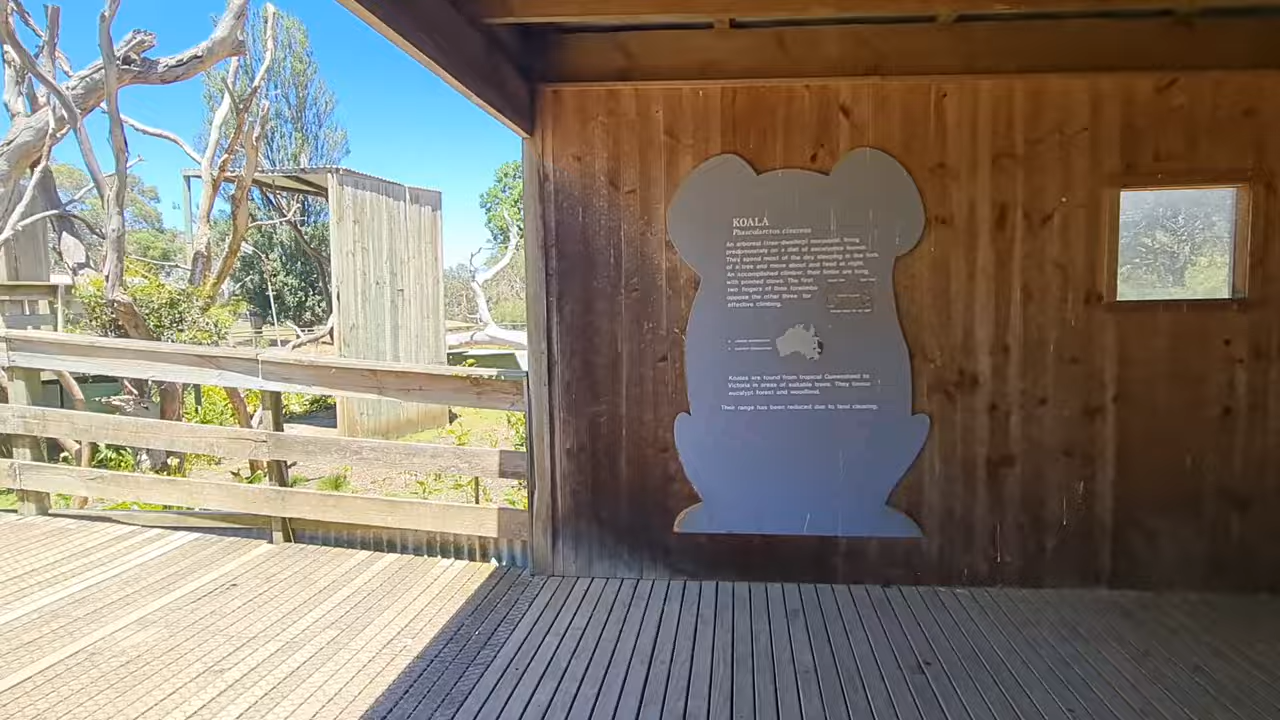 KOALA
Phascolarctos cinereus
An arboreal (tree-dwelling) marsupial living
predominately on a diet of eucalyptus leaves.
They spend most of the day sleeping in the fork
of a tree and move about and feed at night.
An accomplished climber, their limbs are long,
with pointed claws. The first
two fingers of their forelimbs
oppose the other three for
effective climbing.
Koalas are found from tropical Queensland to
Victoria in areas of suitable trees. They favour
eucalypt forest and woodland.
Their range has been reduced due to land clearing.